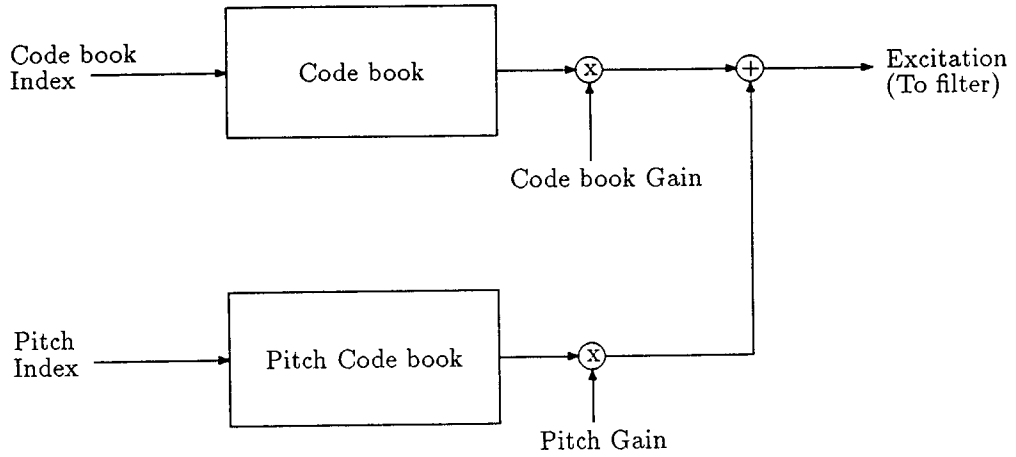 Code book
Index
Code book
x
+
Excitation
(To filter)
Code book Gain
Pitch
Index
Pitch Code book
x
Pitch Gain